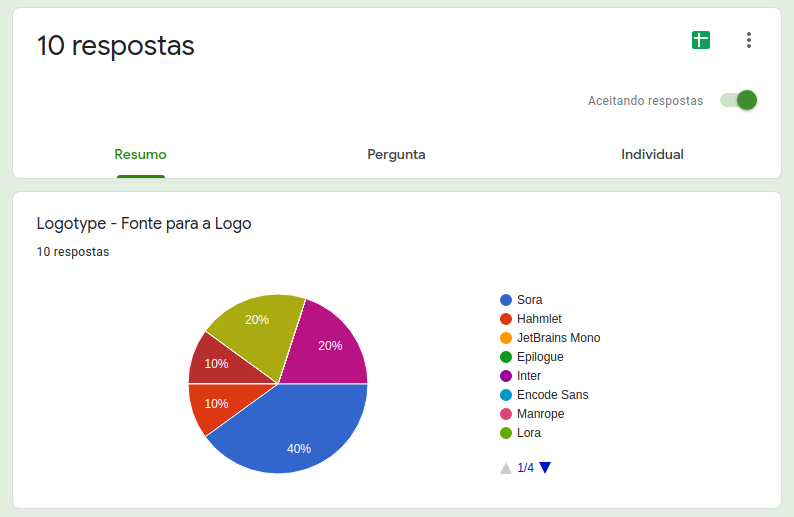 10 respostas
Aceitando respostas
Resumo
Pergunta
Individual
Logotype - Fonte para a Logo
10 respostas
20%
20%
10%
10%
40%
Sora
Hahmlet
JetBrains Mono
Epilogue
Inter
Encode Sans
Manrope
Lora
1/4